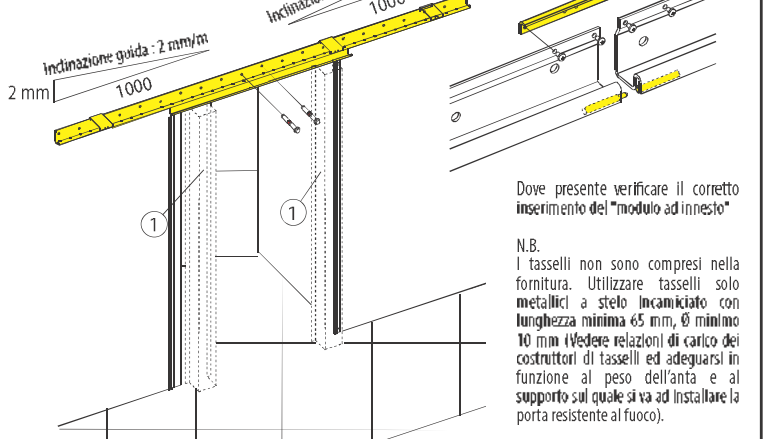 Inclinazio
1000
Inclinazione guida : 2 mm/m
2 mm
1000
1
1
Dove presente verificare il corretto
inserimento del "modulo ad innesto"
N.B.
I tasselli non sono compresi nella
fornitura. Utilizzare tasselli solo
metallici a stelo incamiciato con
lunghezza minima 65 mm, Ø minimo
10 mm (Vedere relazioni di carico dei
costruttori di tasselli ed adeguarsi in
funzione al peso dell'anta e al
supporto sul quale si va ad installare la
porta resistente al fuoco).